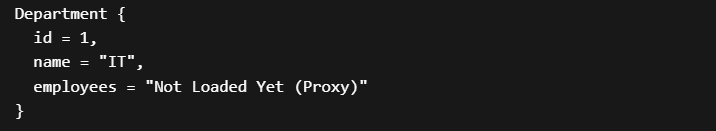 Department {
  id = 1,
  name = "IT",
  employees = "Not Loaded Yet (Proxy)"
}